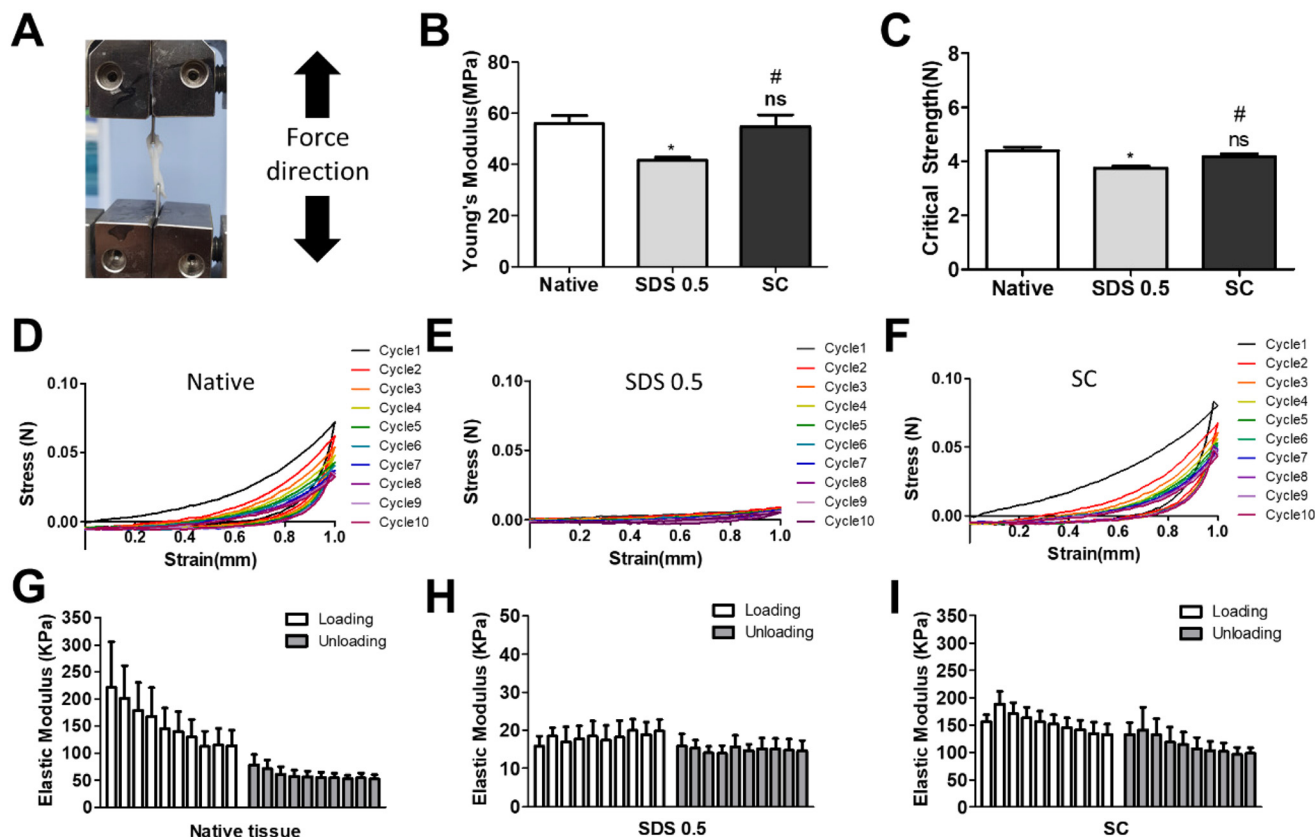 A
Force
direction
B
Young's Modulus(MPa)
80
60
40
20
0
*
#
ns
Native
SDS 0.5
SC
C
Critical Strength(N)
8
6
4
2
0
*
#
ns
Native
SDS 0.5
SC
D
Native
Stress (N)
0.10
0.05
0.00
0.2 0.4 0.6 0.8 1.0
Strain(mm)
Cycle1
Cycle2
Cycle3
Cycle4
Cycle5
Cycle6
Cycle7
Cycle8
Cycle9
Cycle10
E
SDS 0.5
Stress (N)
0.10
0.05
0.00
0.2 0.4 0.6 0.8 1.0
Strain(mm)
Cycle1
Cycle2
Cycle3
Cycle4
Cycle5
Cycle6
Cycle7
Cycle8
Cycle9
Cycle10
F
SC
Stress (N)
0.10
0.05
0.00
0.2 0.4 0.6 0.8 1.0
Strain(mm)
Cycle1
Cycle2
Cycle3
Cycle4
Cycle5
Cycle6
Cycle7
Cycle8
Cycle9
Cycle10
G
Elastic Modulus (KPa)
350
300
250
200
150
100
50
0
Loading
Unloading
Native tissue
H
Elastic Modulus (KPa)
50
40
30
20
10
0
Loading
Unloading
SDS 0.5
I
Elastic Modulus (KPa)
350
300
250
200
150
100
50
0
Loading
Unloading
SC